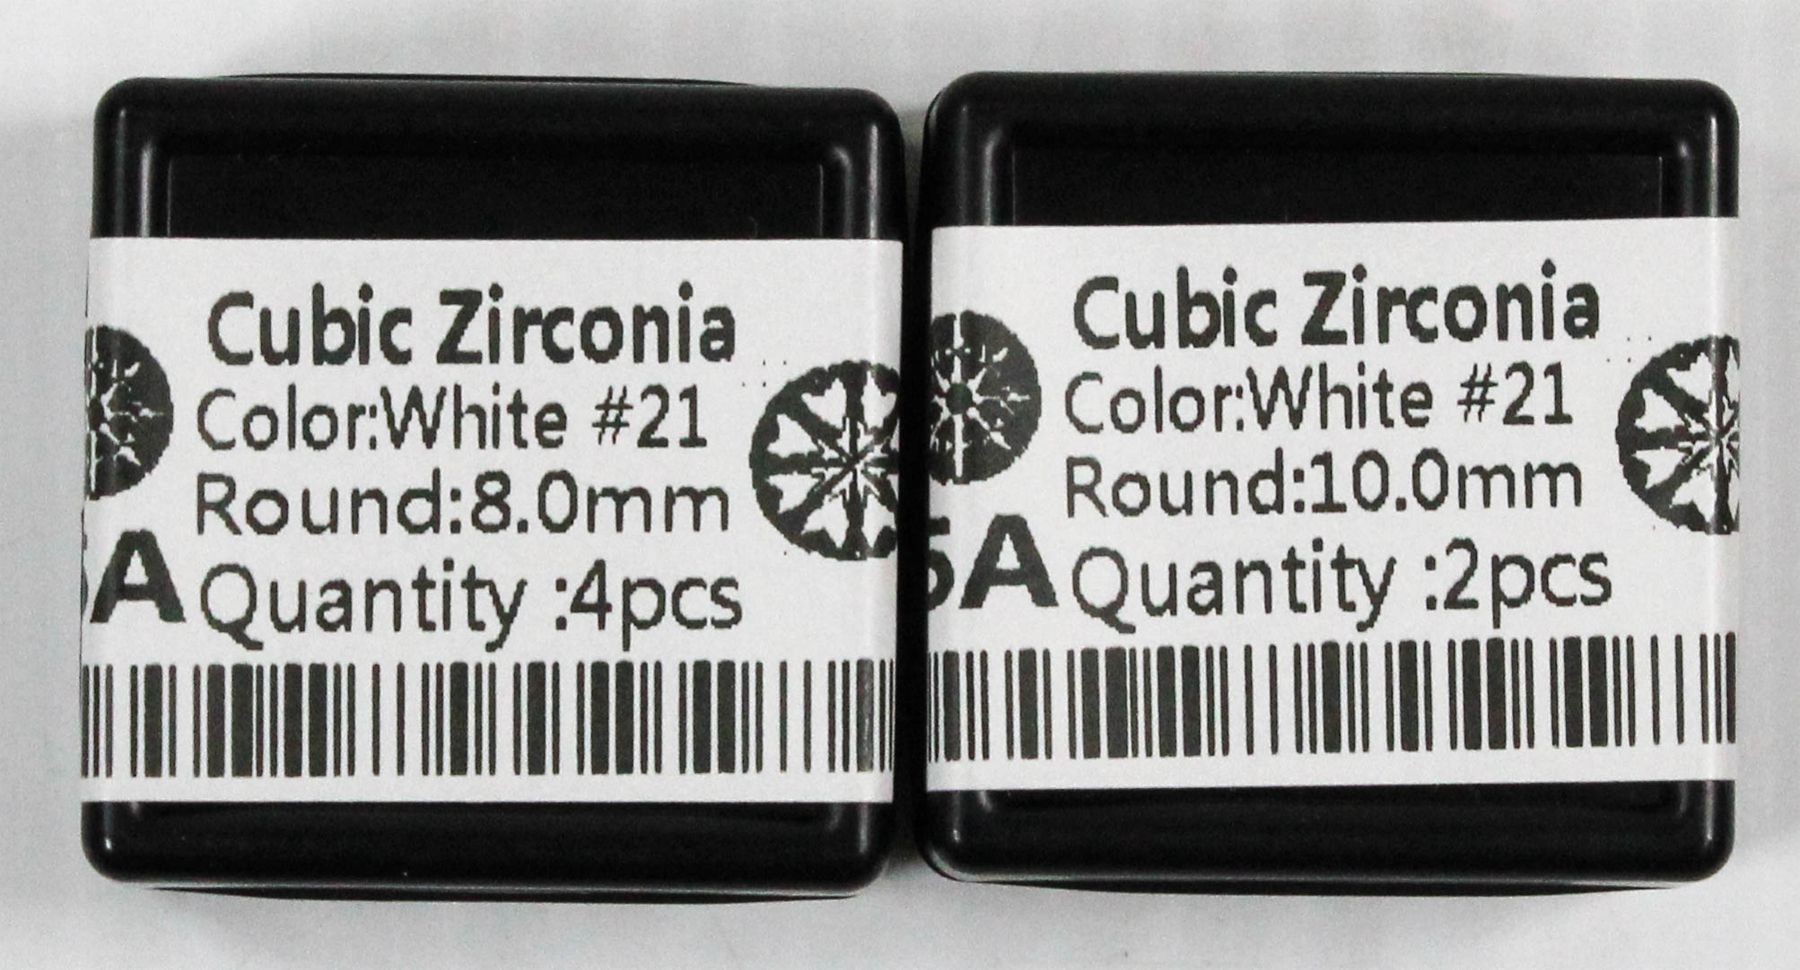 Cubic Zirconia
Color:White #21
Round:8.0mm
Quantity :4pcs
Cubic Zirconia
Color:White #21
Round:10.0mm
5A
Quantity :2pcs